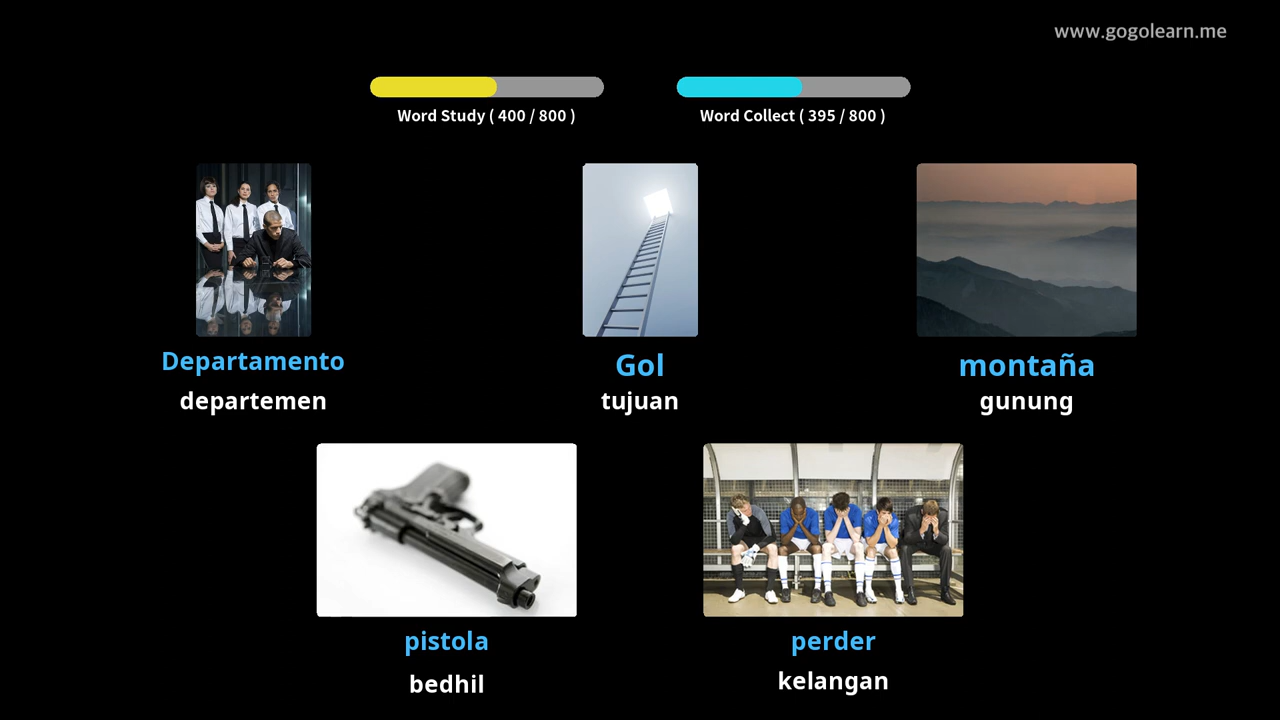 www.gogolearn.me
Word Study ( 400 / 800 )
Word Collect ( 395 / 800 )
Departamento
departemen
Gol
tujuan
montaña
gunung
pistola
bedhil
perder
kelangan